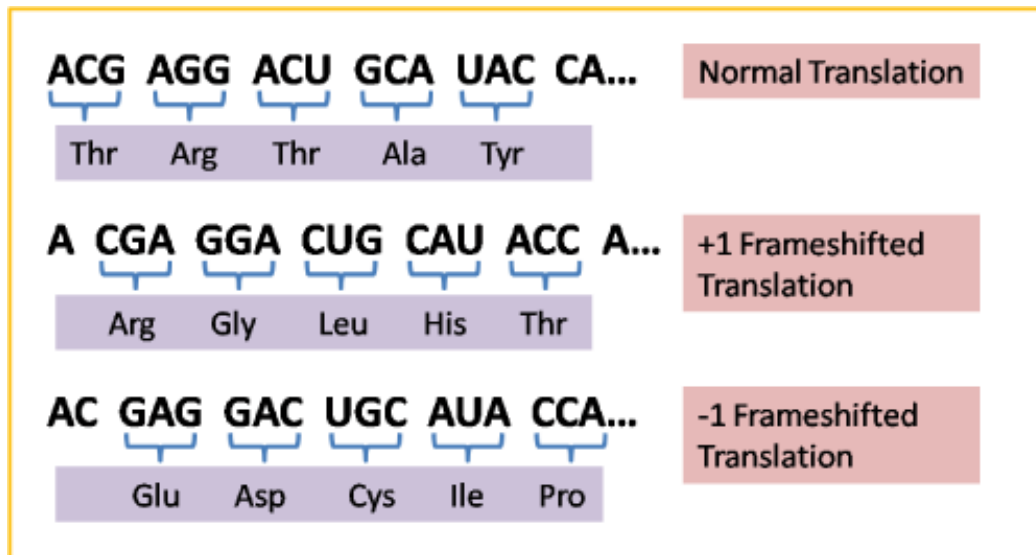 ACG AGG ACU GCA UAC CA... Normal Translation
Thr Arg Thr Ala Tyr
A CGA GGA CUG CAU ACC A... +1 Frameshifted
Translation
Arg Gly Leu His Thr
AC GAG GAC UGC AUA CCA... -1 Frameshifted
Translation
Glu Asp Cys Ile Pro